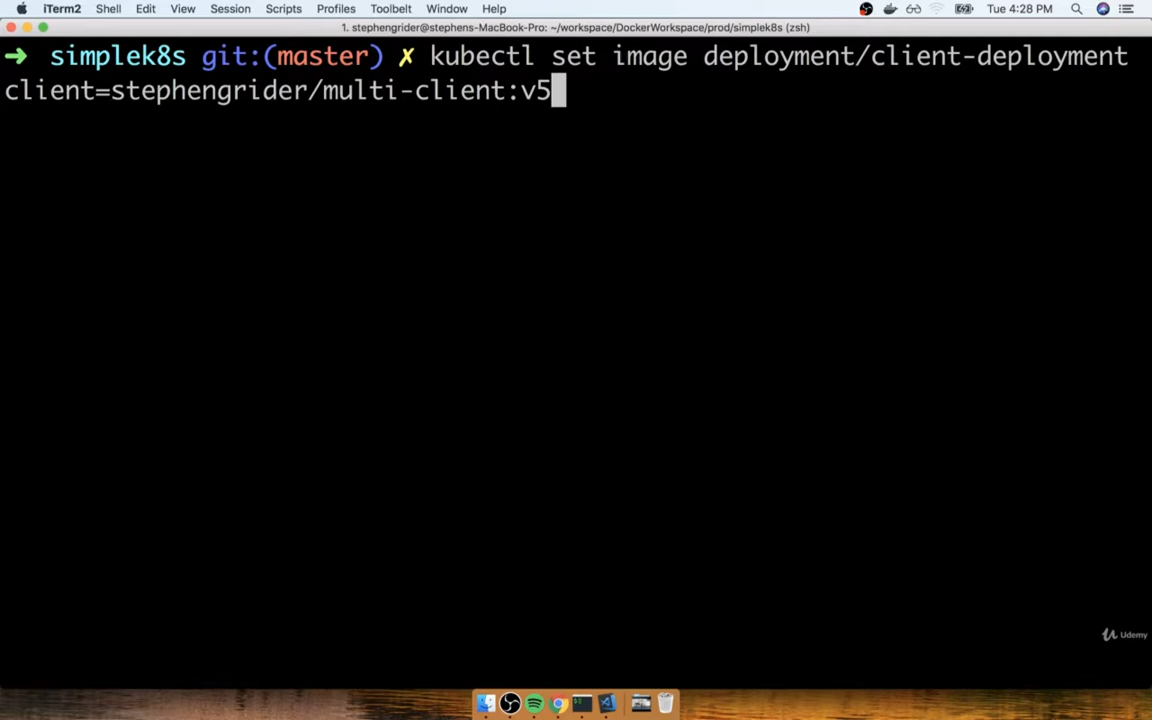 iTerm2 Shell Edit View Session Scripts Profiles Toolbelt Window Help Tue 4:28 PM
1. stephengrider@stephens-MacBook-Pro: ~/workspace/DockerWorkspace/prod/simplek8s (zsh)
➜ simplek8s git:(master) ✗ kubectl set image deployment/client-deployment
client=stephengrider/multi-client:v5
Udemy